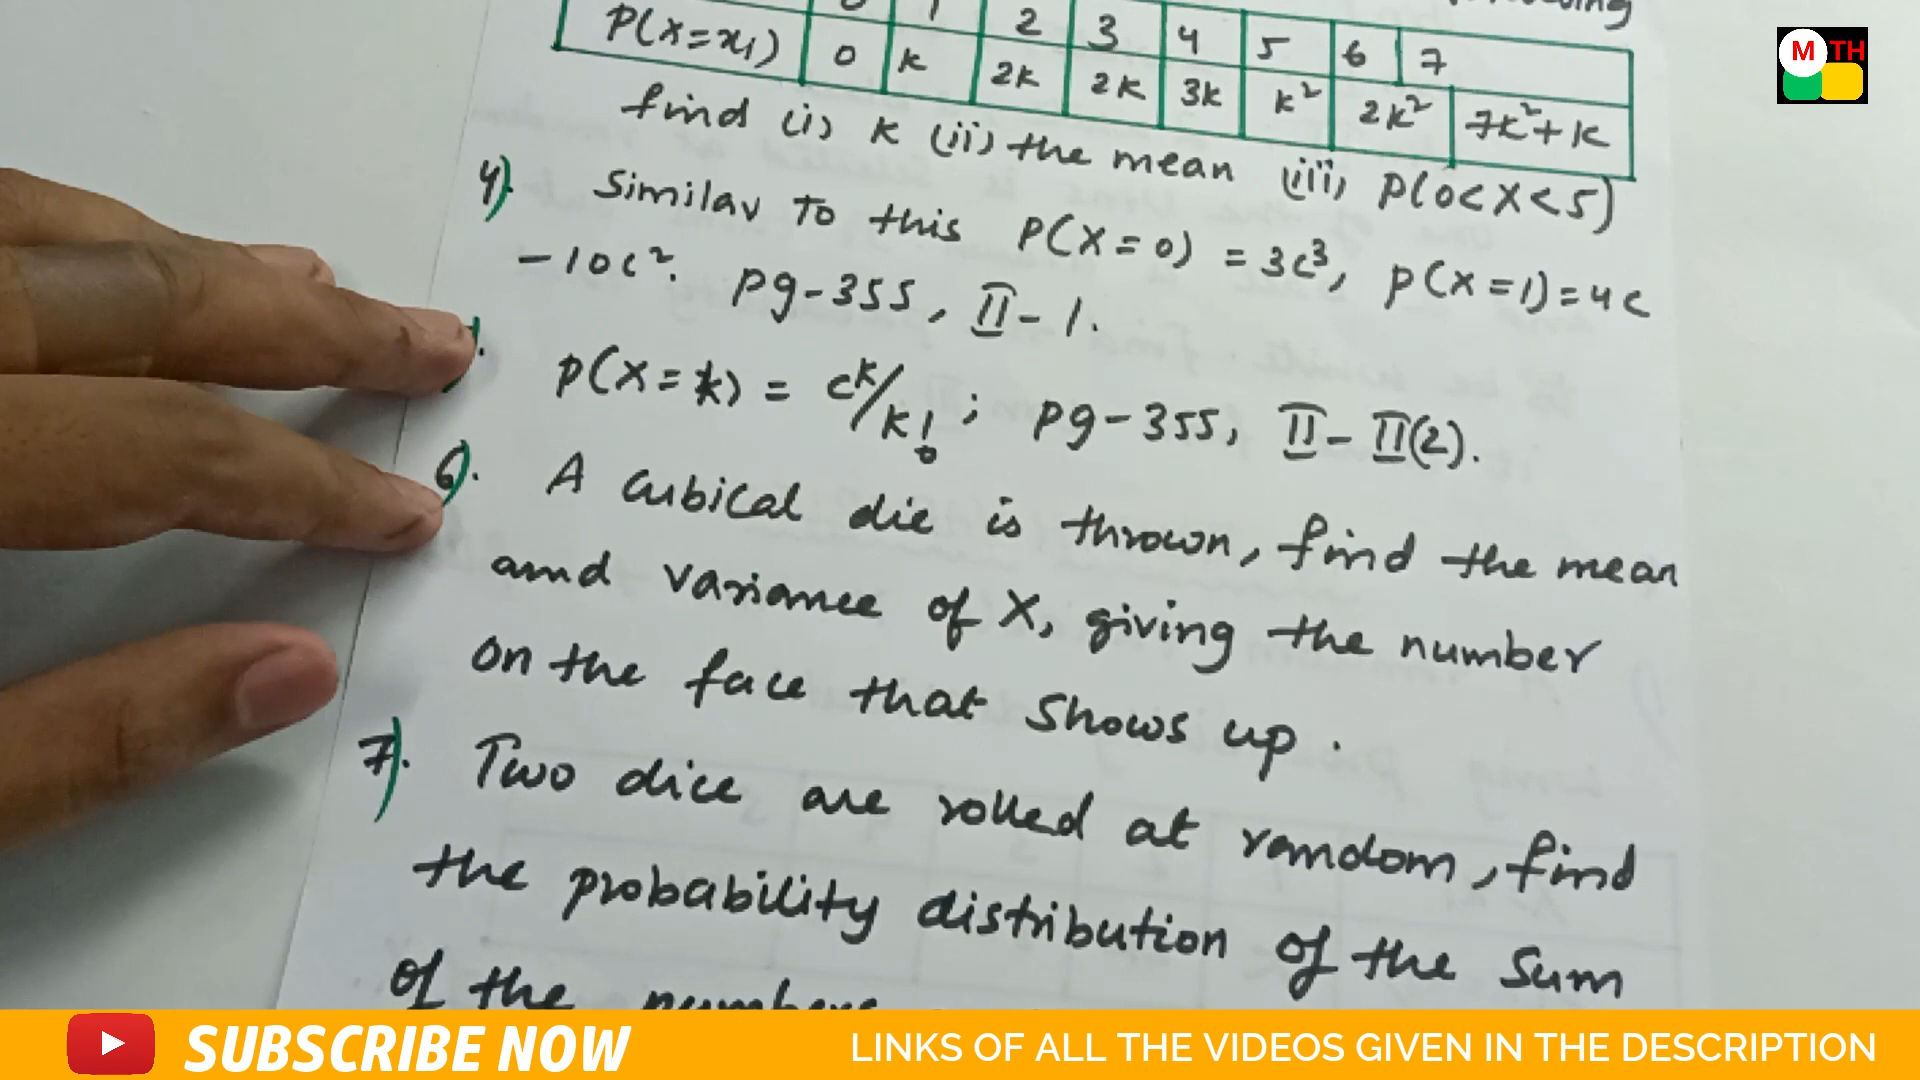 M TH
1 2 3 4 5 6 7
P(X=x1) 0 k 2k 2k 3k k² 2k² 7k²+k
find (i) k (ii) the mean (iii) P(0<X<5)
4). Similar To this P(X=0) = 3c³, P(X=1)=4c
-10c². pg-355, II-1.
P(X=k) = c^k/k! ; pg-355, II-II(2).
6). A cubical die is thrown, find the mean
and variance of X, giving the number
on the face that shows up.
7). Two dice are rolled at random, find
the probability distribution of the sum
of the numbers
SUBSCRIBE NOW
LINKS OF ALL THE VIDEOS GIVEN IN THE DESCRIPTION